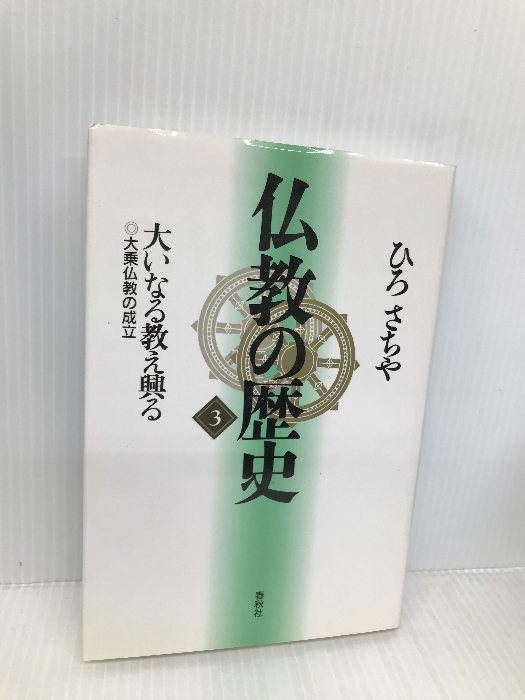 ひろ さちや
仏教の歴史
3
大いなる教え興る
◎大乗仏教の成立
春秋社